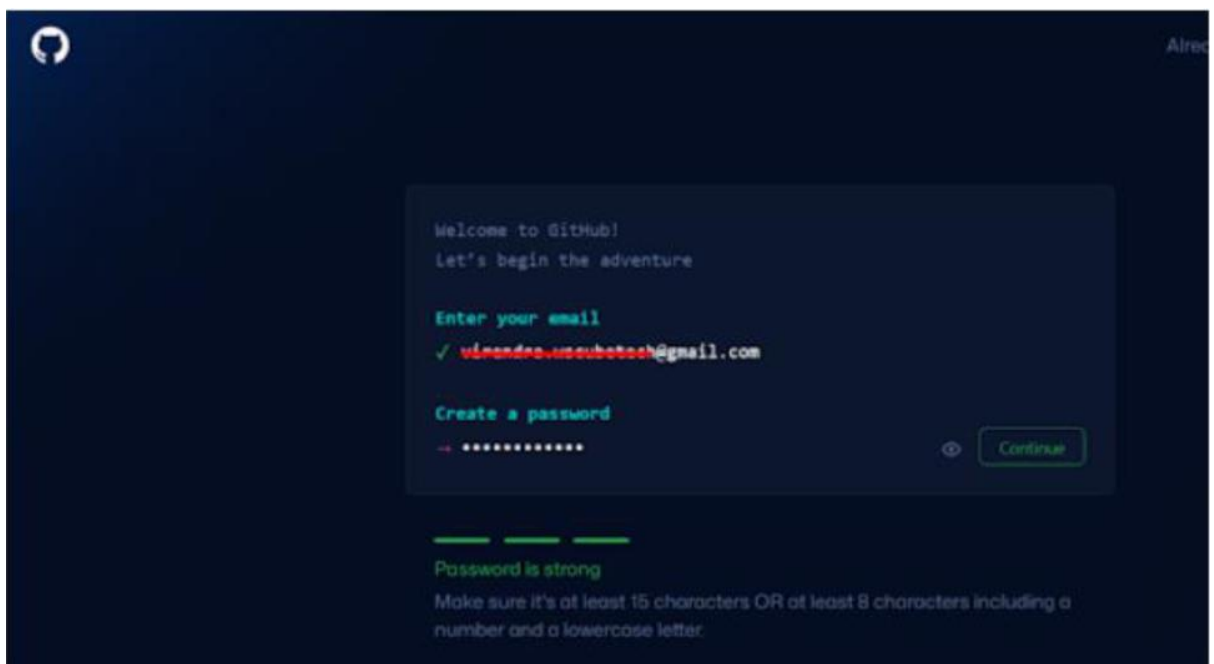 Alrec
Welcome to GitHub!
Let's begin the adventure
Enter your email
✓ @gmail.com
Create a password
→ ••••••••••••
Continue
Password is strong
Make sure it's at least 15 characters OR at least 8 characters including a
number and a lowercase letter.